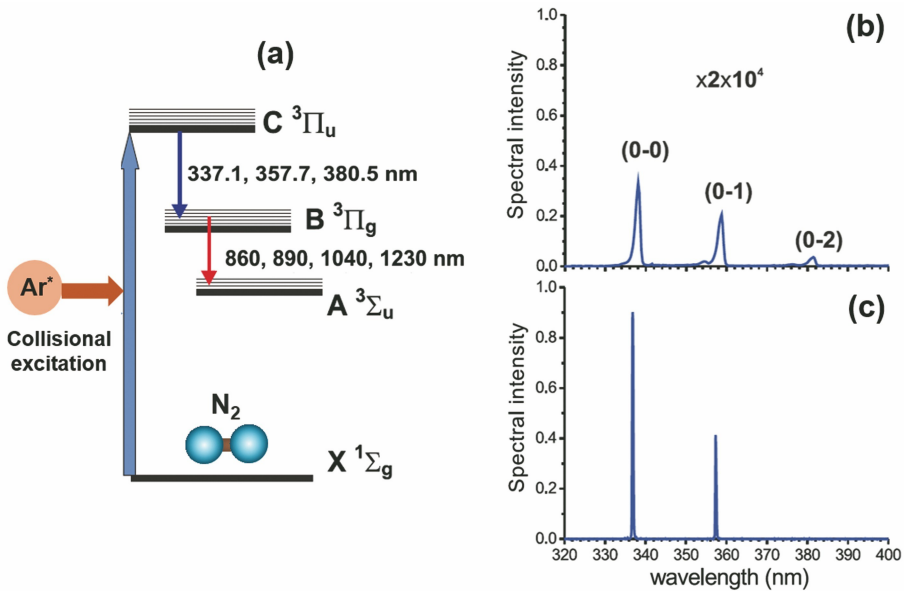 (a)
C ³Πᵤ
337.1, 357.7, 380.5 nm
B ³Πg
860, 890, 1040, 1230 nm
Ar*
A ³Σᵤ
Collisional
excitation
N₂
X ¹Σg
(b)
x2x10⁴
Spectral intensity
1.0
0.8
0.6
0.4
0.2
0.0
(0-0)
(0-1)
(0-2)
(c)
Spectral intensity
0.8
0.6
0.4
0.2
0.0
320 330 340 350 360 370 380 390 400
wavelength (nm)